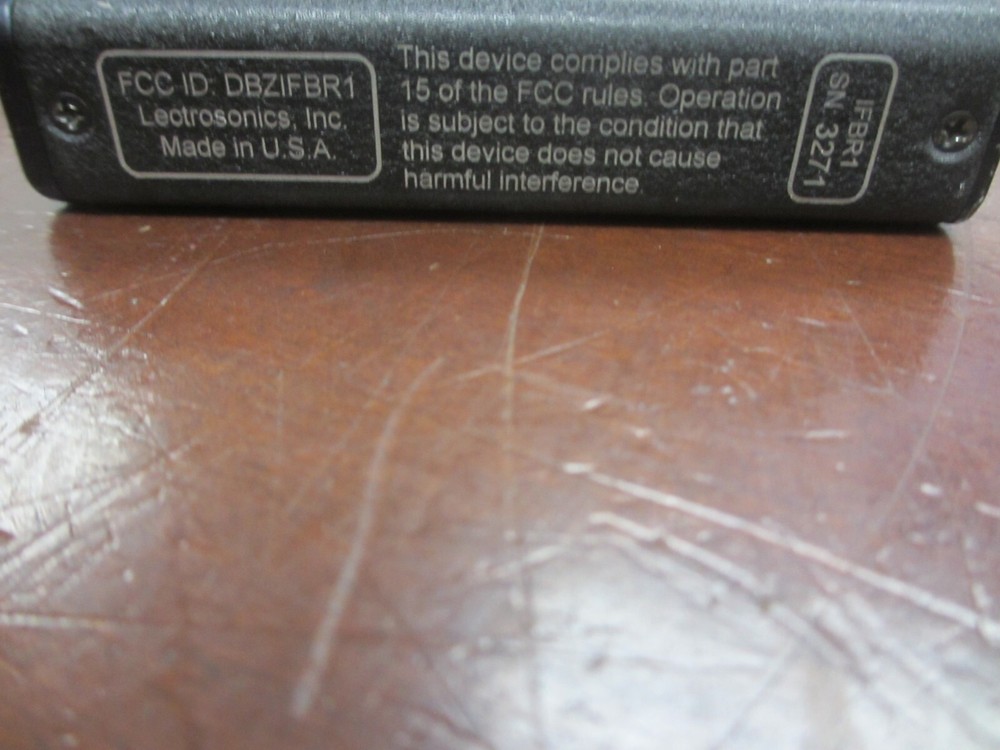 FCC ID: DBZIFBR1
Lectrosonics, Inc.
Made in U.S.A.
This device complies with part
15 of the FCC rules. Operation
is subject to the condition that
this device does not cause
harmful interference.
IFBR1
SN: 3271